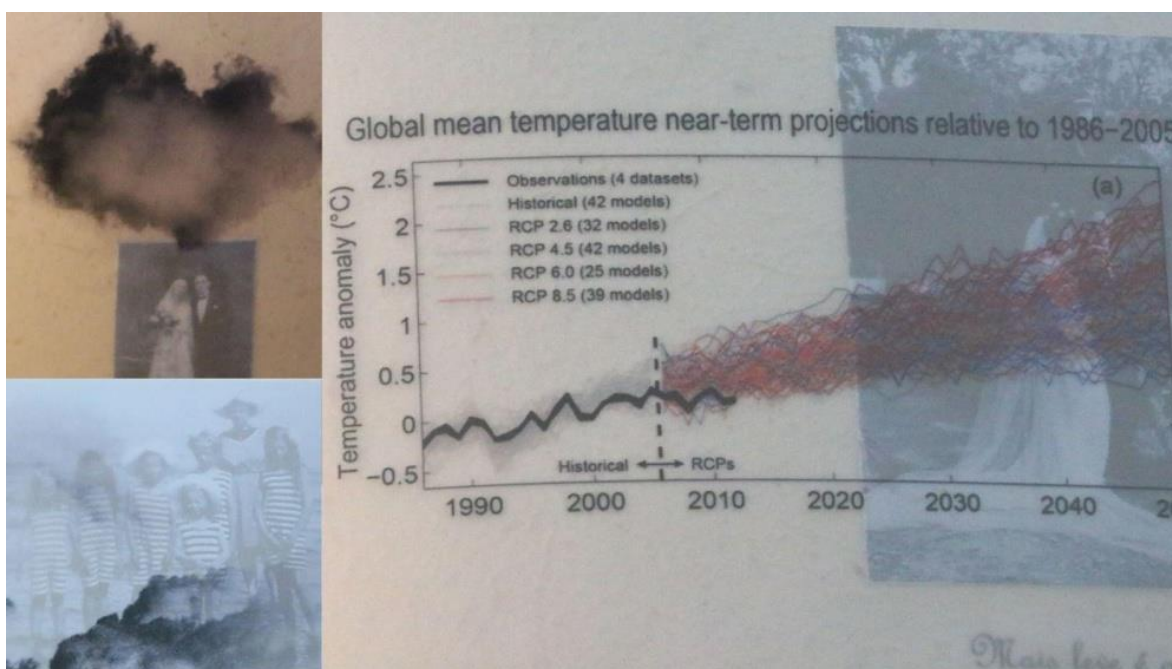 Global mean temperature near-term projections relative to 1986–2005
2.5
2
1.5
1
0.5
0
−0.5
Temperature anomaly (°C)
Observations (4 datasets)
Historical (42 models)
RCP 2.6 (32 models)
RCP 4.5 (42 models)
RCP 6.0 (25 models)
RCP 8.5 (39 models)
(a)
Historical
RCPs
1990
2000
2010
2020
2030
2040